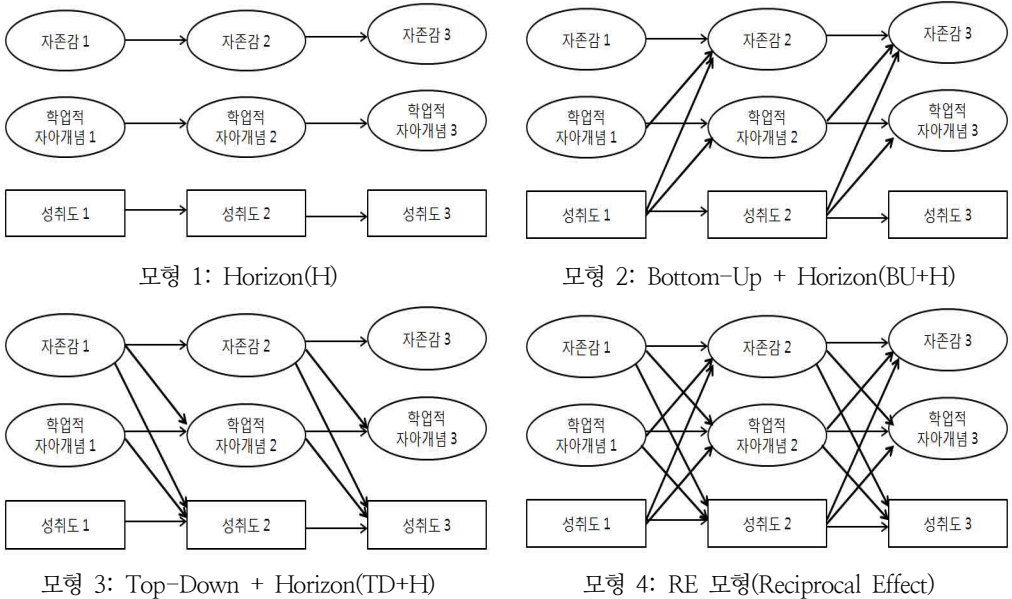 자존감 1 자존감 2 자존감 3
학업적 자아개념 1 학업적 자아개념 2 학업적 자아개념 3
성취도 1 성취도 2 성취도 3
모형 1: Horizon(H)
자존감 1 자존감 2 자존감 3
학업적 자아개념 1 학업적 자아개념 2 학업적 자아개념 3
성취도 1 성취도 2 성취도 3
모형 2: Bottom-Up + Horizon(BU+H)
자존감 1 자존감 2 자존감 3
학업적 자아개념 1 학업적 자아개념 2 학업적 자아개념 3
성취도 1 성취도 2 성취도 3
모형 3: Top-Down + Horizon(TD+H)
자존감 1 자존감 2 자존감 3
학업적 자아개념 1 학업적 자아개념 2 학업적 자아개념 3
성취도 1 성취도 2 성취도 3
모형 4: RE 모형(Reciprocal Effect)